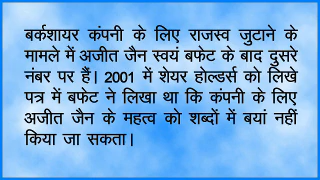 बर्कशायर कंपनी के लिए राजस्व जुटाने के
मामले में अजीत जैन स्वयं बफेट के बाद दुसरे
नंबर पर हैं। 2001 में शेयर होल्डर्स को लिखे
पत्र में बफेट ने लिखा था कि कंपनी के लिए
अजीत जैन के महत्व को शब्दों में बयां नहीं
किया जा सकता।